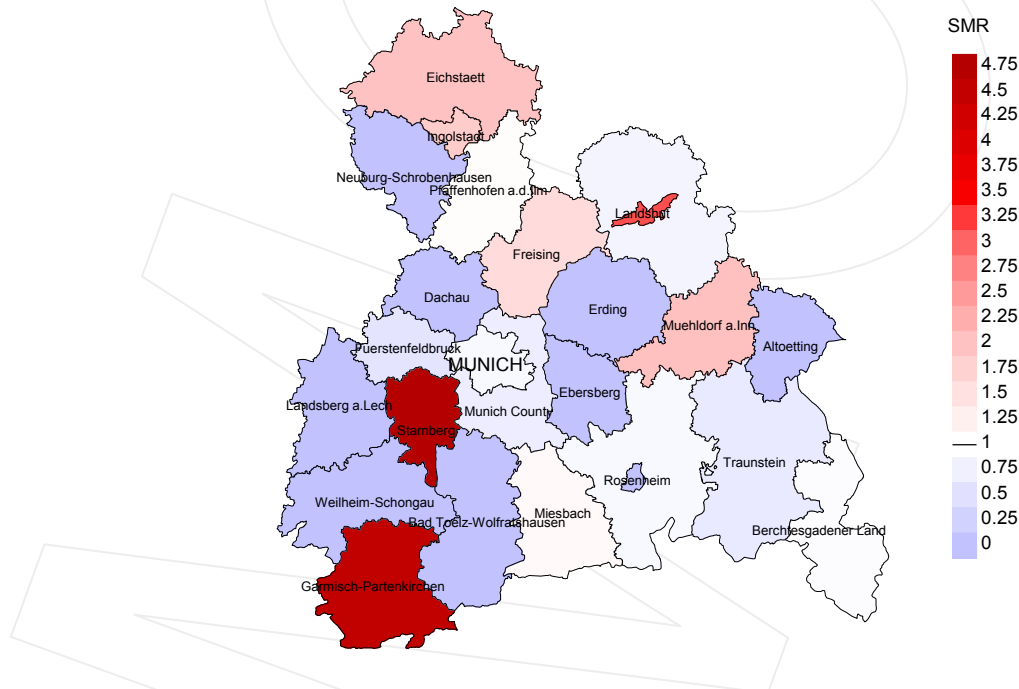 SMR
4.75
4.5
4.25
4
3.75
3.5
3.25
3
2.75
2.5
2.25
2
1.75
1.5
1.25
1
0.75
0.5
0.25
0
Eichstaett
Ingolstadt
Neuburg-Schrobenhausen
Pfaffenhofen a.d.Ilm
Landshut
Freising
Dachau
Erding
Muehldorf a.Inn
Altoetting
Fuerstenfeldbruck
MUNICH
Ebersberg
Landsberg a.Lech
Munich County
Starnberg
Traunstein
Rosenheim
Weilheim-Schongau
Miesbach
Bad Toelz-Wolfratshausen
Berchtesgadener Land
Garmisch-Partenkirchen